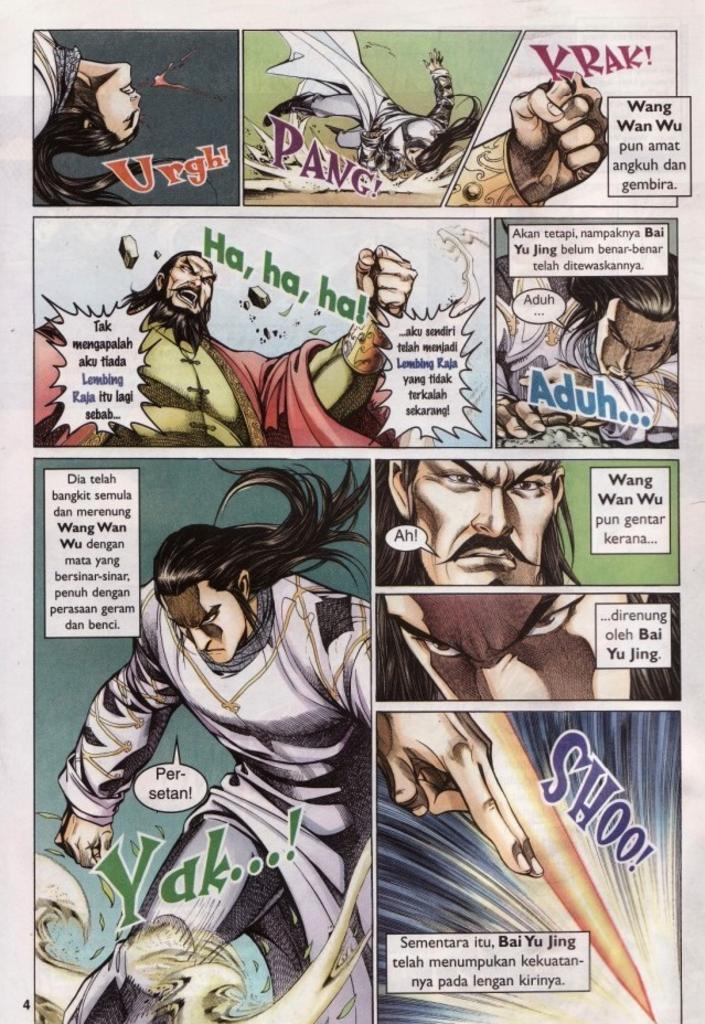 Urgh!
PANG!
KRAK!
Wang
Wan Wu
pun amat
angkuh dan
gembira.
Tak
mengapalah
aku tiada
Lembing
Raja itu lagi
sebab...
Ha, ha, ha!
...aku sendiri
telah menjadi
Lembing Raja
yang tidak
terkalah
sekarang!
Akan tetapi, nampaknya Bai
Yu Jing belum benar-benar
telah ditewaskannya.
Aduh
...
Aduh...
Dia telah
bangkit semula
dan merenung
Wang Wan
Wu dengan
mata yang
bersinar-sinar,
penuh dengan
perasaan geram
dan benci.
Per-
setan!
Yak...!
Ah!
Wang
Wan Wu
pun gentar
kerana...
...direnung
oleh Bai
Yu Jing.
SHOO!
Sementara itu, Bai Yu Jing
telah menumpukan kekuatan-
nya pada lengan kirinya.
4